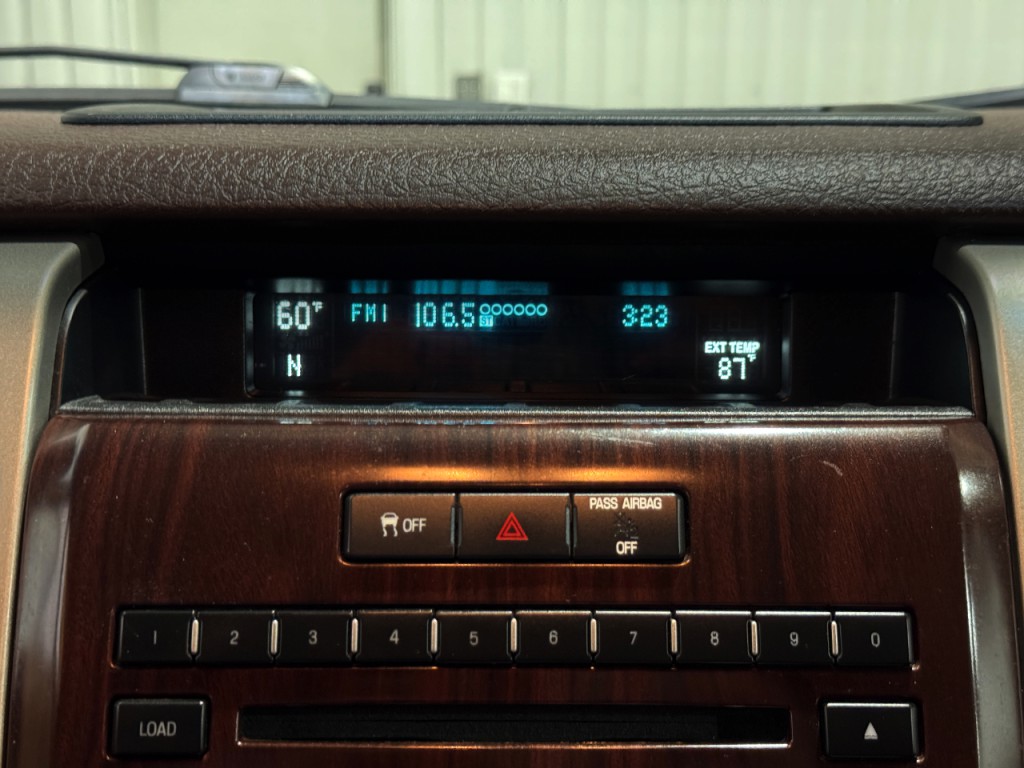 60°F FM1 106.5 ST 3:23
N EXT TEMP
87°F
OFF PASS AIRBAG
OFF
1 2 3 4 5 6 7 8 9 0
LOAD